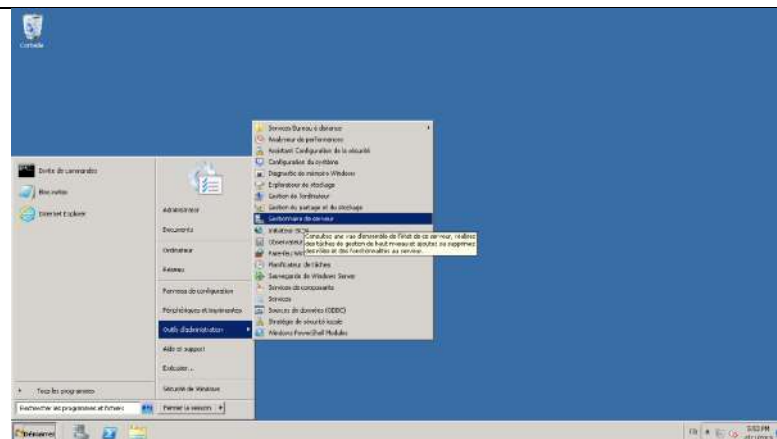 Corbeille
Services Bureau à distance
Analyseur de performances
Assistant Configuration de la sécurité
Configuration du système
Diagnostic de mémoire Windows
Explorateur de stockage
Gestion de l'ordinateur
Gestion du partage et du stockage
Gestionnaire de serveur
Initiateur iSCSI
Consultez une vue d'ensemble de l'état de ce serveur, réalisez
des tâches de gestion de haut niveau et ajoutez ou supprimez
des rôles et des fonctionnalités au serveur.
Observateur
Pare-feu Win
Planificateur de tâches
Sauvegarde de Windows Server
Services de composants
Services
Sources de données (ODBC)
Stratégie de sécurité locale
Windows PowerShell Modules
Invite de commandes
Bloc-notes
Internet Explorer
Administrateur
Documents
Ordinateur
Réseau
Panneau de configuration
Périphériques et imprimantes
Outils d'administration
Aide et support
Exécuter...
Sécurité de Windows
Tous les programmes
Rechercher les programmes et fichiers
Fermer la session
Démarrer
FR